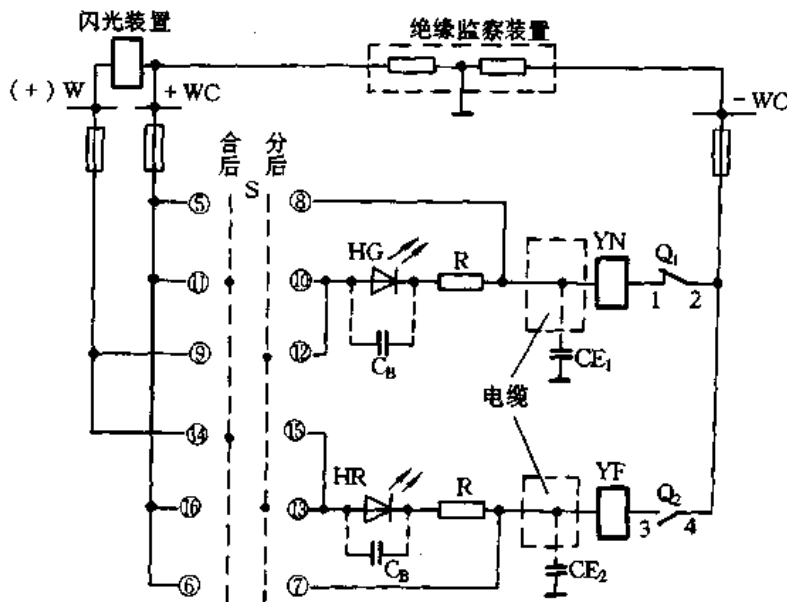 闪光装置
绝缘监察装置
(+) W
+ WC
- WC
合后
分后
S
⑤
⑧
HG
R
YN
Q₁
⑪
⑩
1
2
⑨
⑫
C_B
CE₁
电缆
⑭
⑮
HR
R
YF
Q₂
⑯
⑬
3
4
C_B
CE₂
⑥
⑦